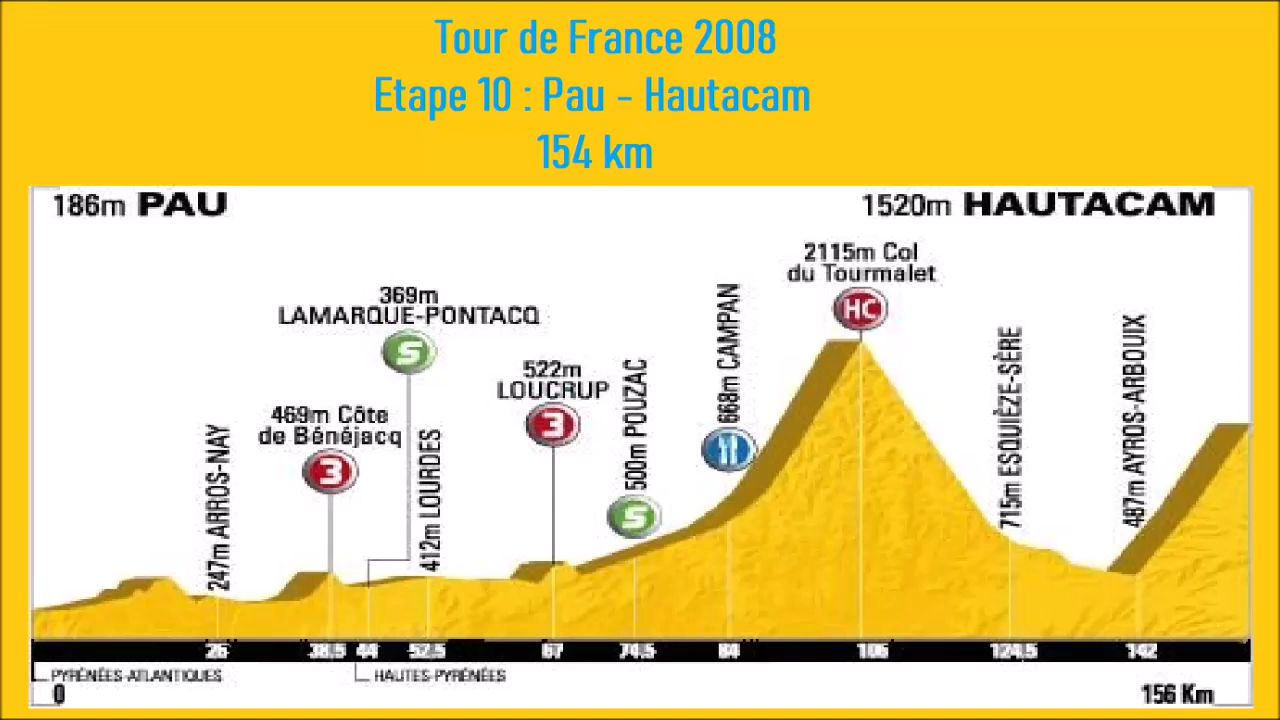 Tour de France 2008
Etape 10 : Pau - Hautacam
154 km
186m PAU
1520m HAUTACAM
2115m Col
du Tourmalet
HC
369m
LAMARQUE-PONTACQ
S
668m CAMPAN
522m
LOUCRUP
3
500m POUZAC
S
469m Côte
de Bénéjacq
3
247m ARROS-NAY
412m LOURDES
715m ESQUIÈZE-SÈRE
487m AYROS-ARBOUIX
26 38,5 44 52,5 67 74,5 84 106 124,5 142
PYRÉNÉES-ATLANTIQUES
HAUTES-PYRÉNÉES
0
156 Km